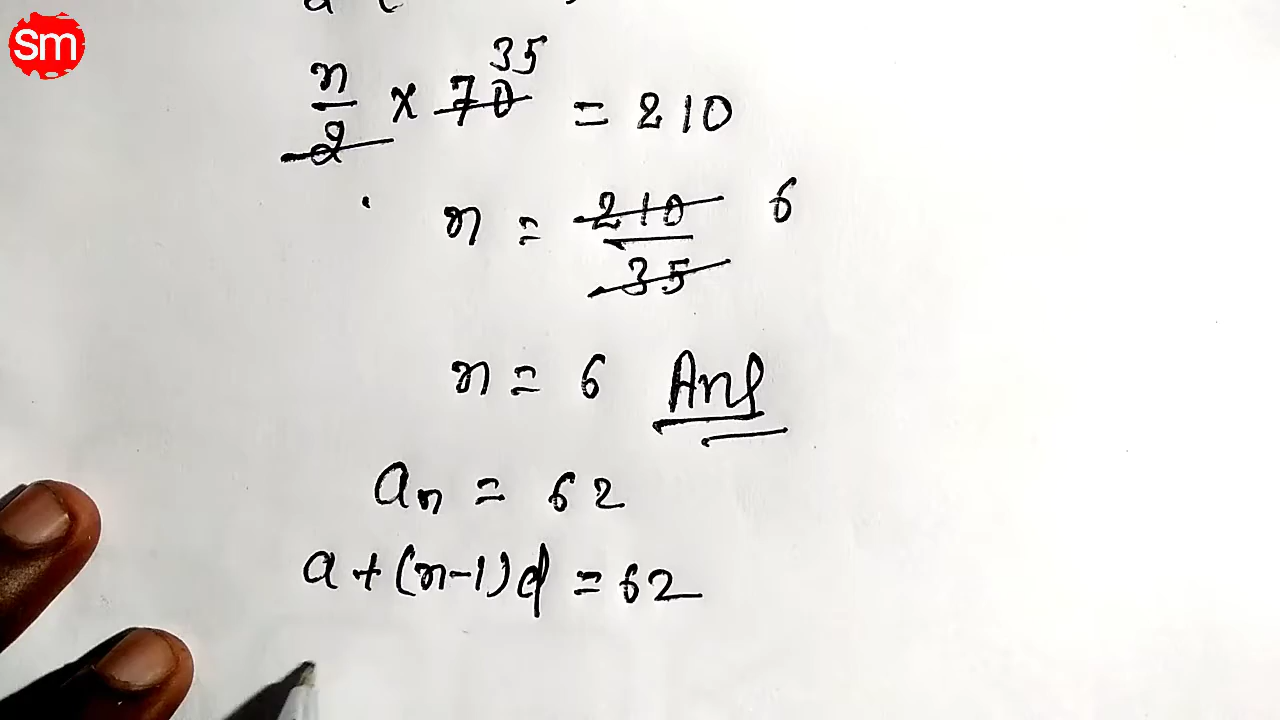 Sm
n/2 × 70 35 = 210
n = 210/35 6
n = 6 Ans
aₙ = 62
a + (n-1)d = 62